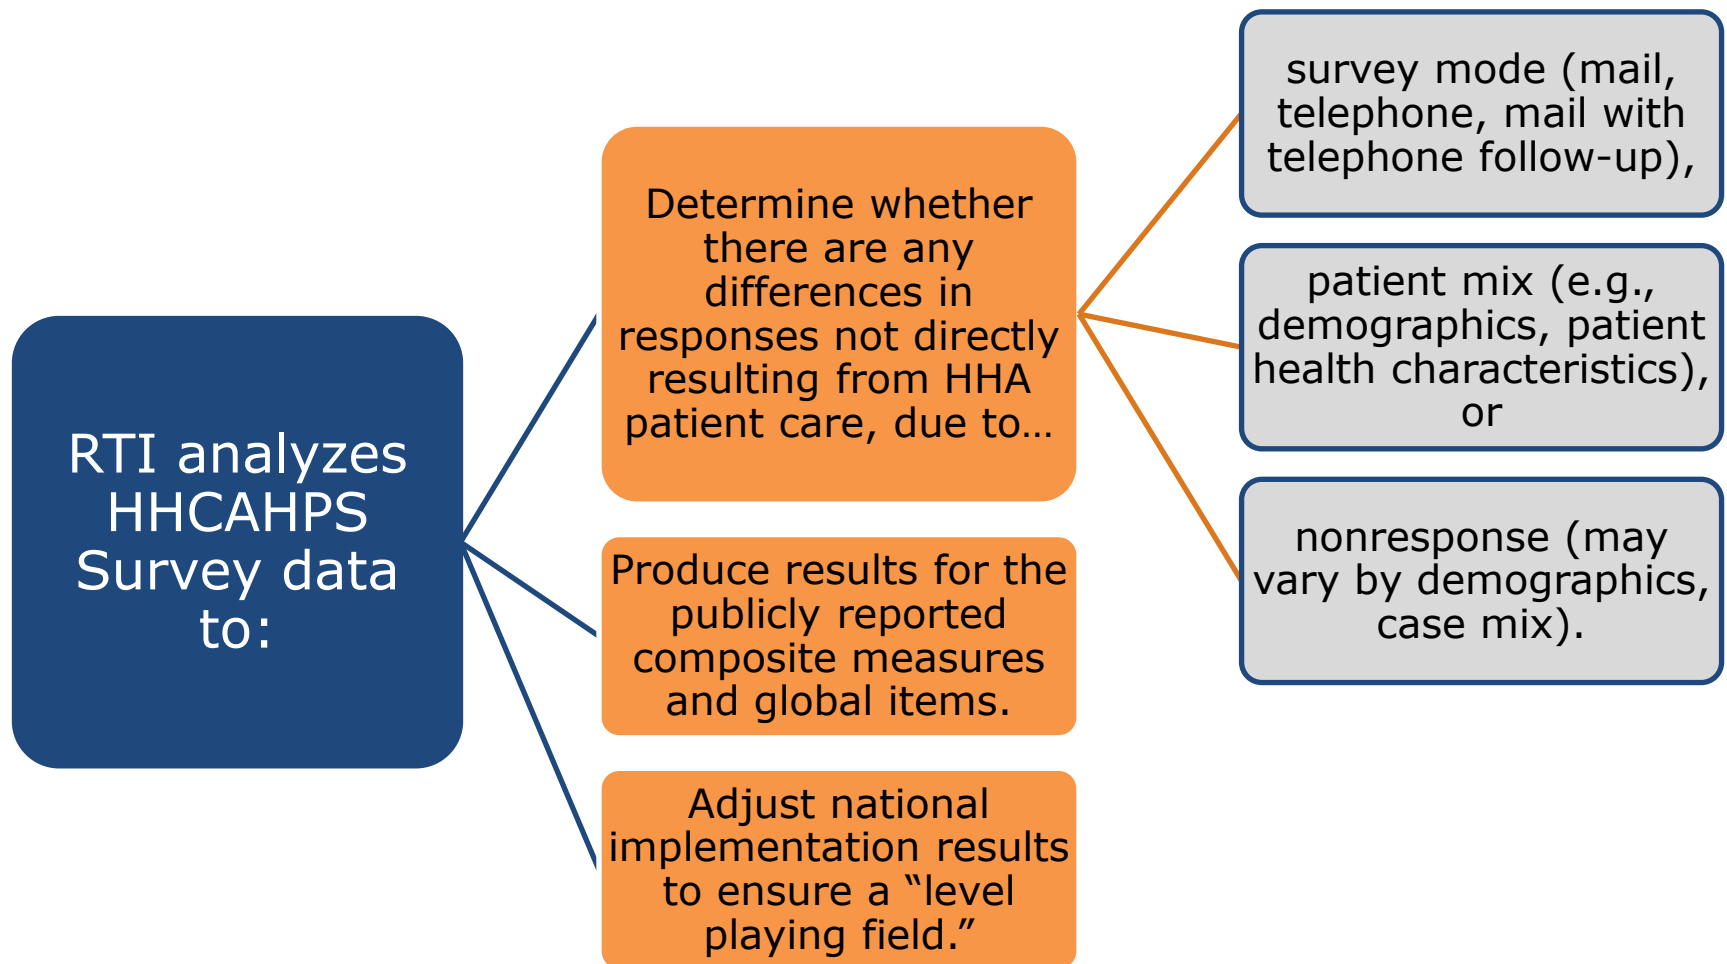 RTI analyzes
HHCAHPS
Survey data
to:
Determine whether
there are any
differences in
responses not directly
resulting from HHA
patient care, due to…
survey mode (mail,
telephone, mail with
telephone follow-up),
patient mix (e.g.,
demographics, patient
health characteristics),
or
nonresponse (may
vary by demographics,
case mix).
Produce results for the
publicly reported
composite measures
and global items.
Adjust national
implementation results
to ensure a “level
playing field.”